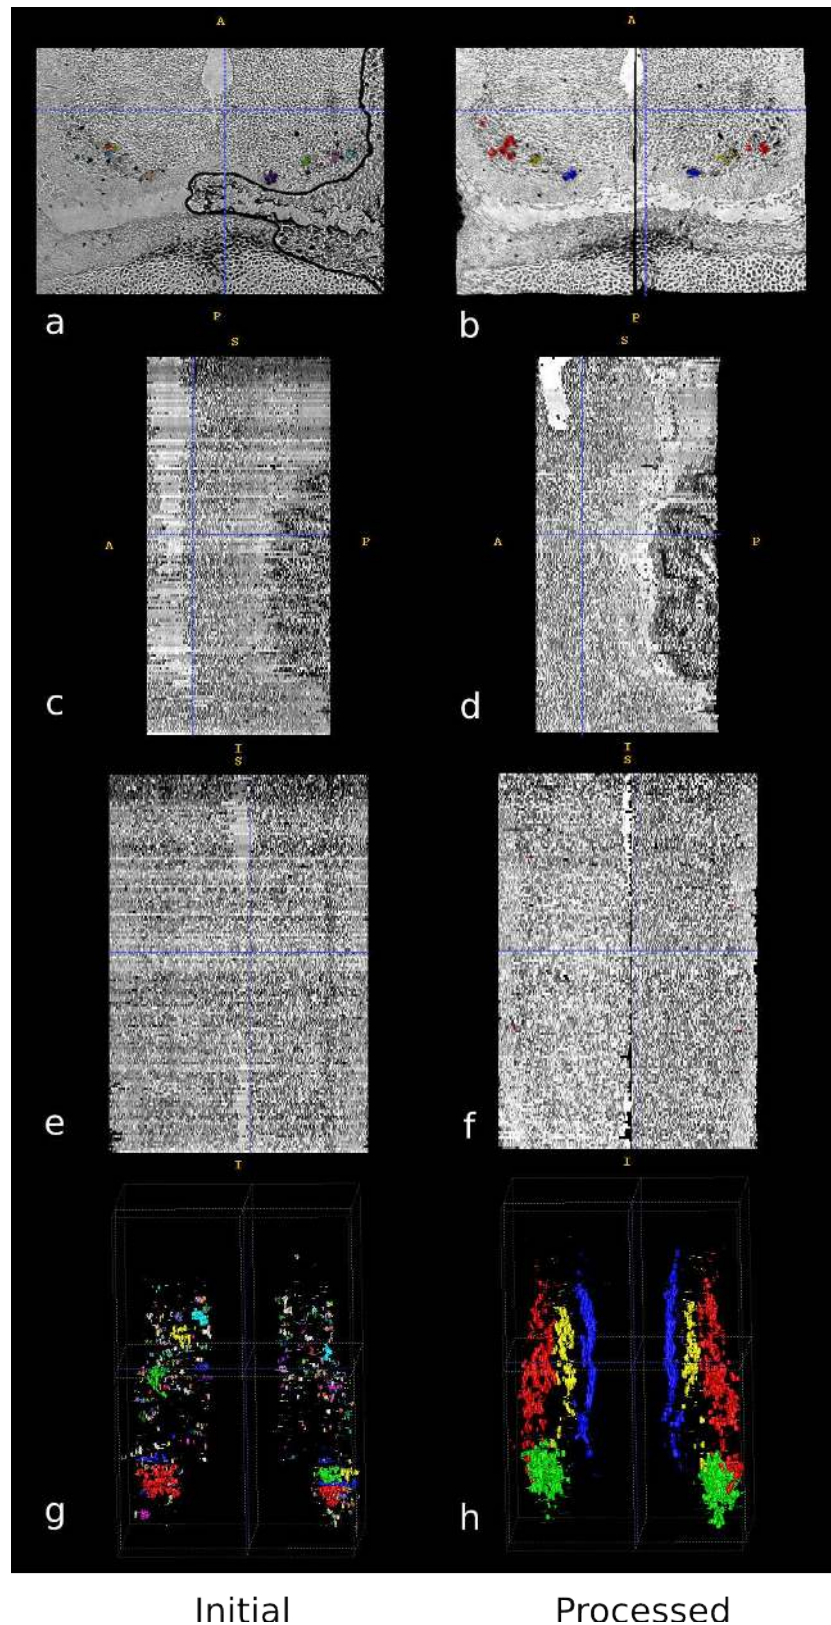 A A
a b
P P
S S
A P A P
c d
I I
S S
e f
I I
g h
Initial Processed